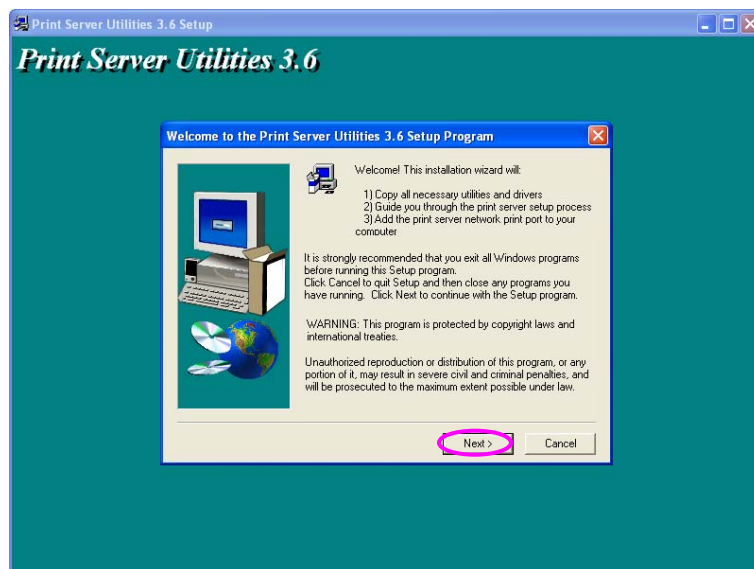 Print Server Utilities 3.6 Setup
Print Server Utilities 3.6
Welcome to the Print Server Utilities 3.6 Setup Program
Welcome! This installation wizard will:
1) Copy all necessary utilities and drivers
2) Guide you through the print server setup process
3) Add the print server network print port to your
computer
It is strongly recommended that you exit all Windows programs
before running this Setup program.
Click Cancel to quit Setup and then close any programs you
have running. Click Next to continue with the Setup program.
WARNING: This program is protected by copyright laws and
international treaties.
Unauthorized reproduction or distribution of this program, or any
portion of it, may result in severe civil and criminal penalties, and
will be prosecuted to the maximum extent possible under law.
Next >
Cancel